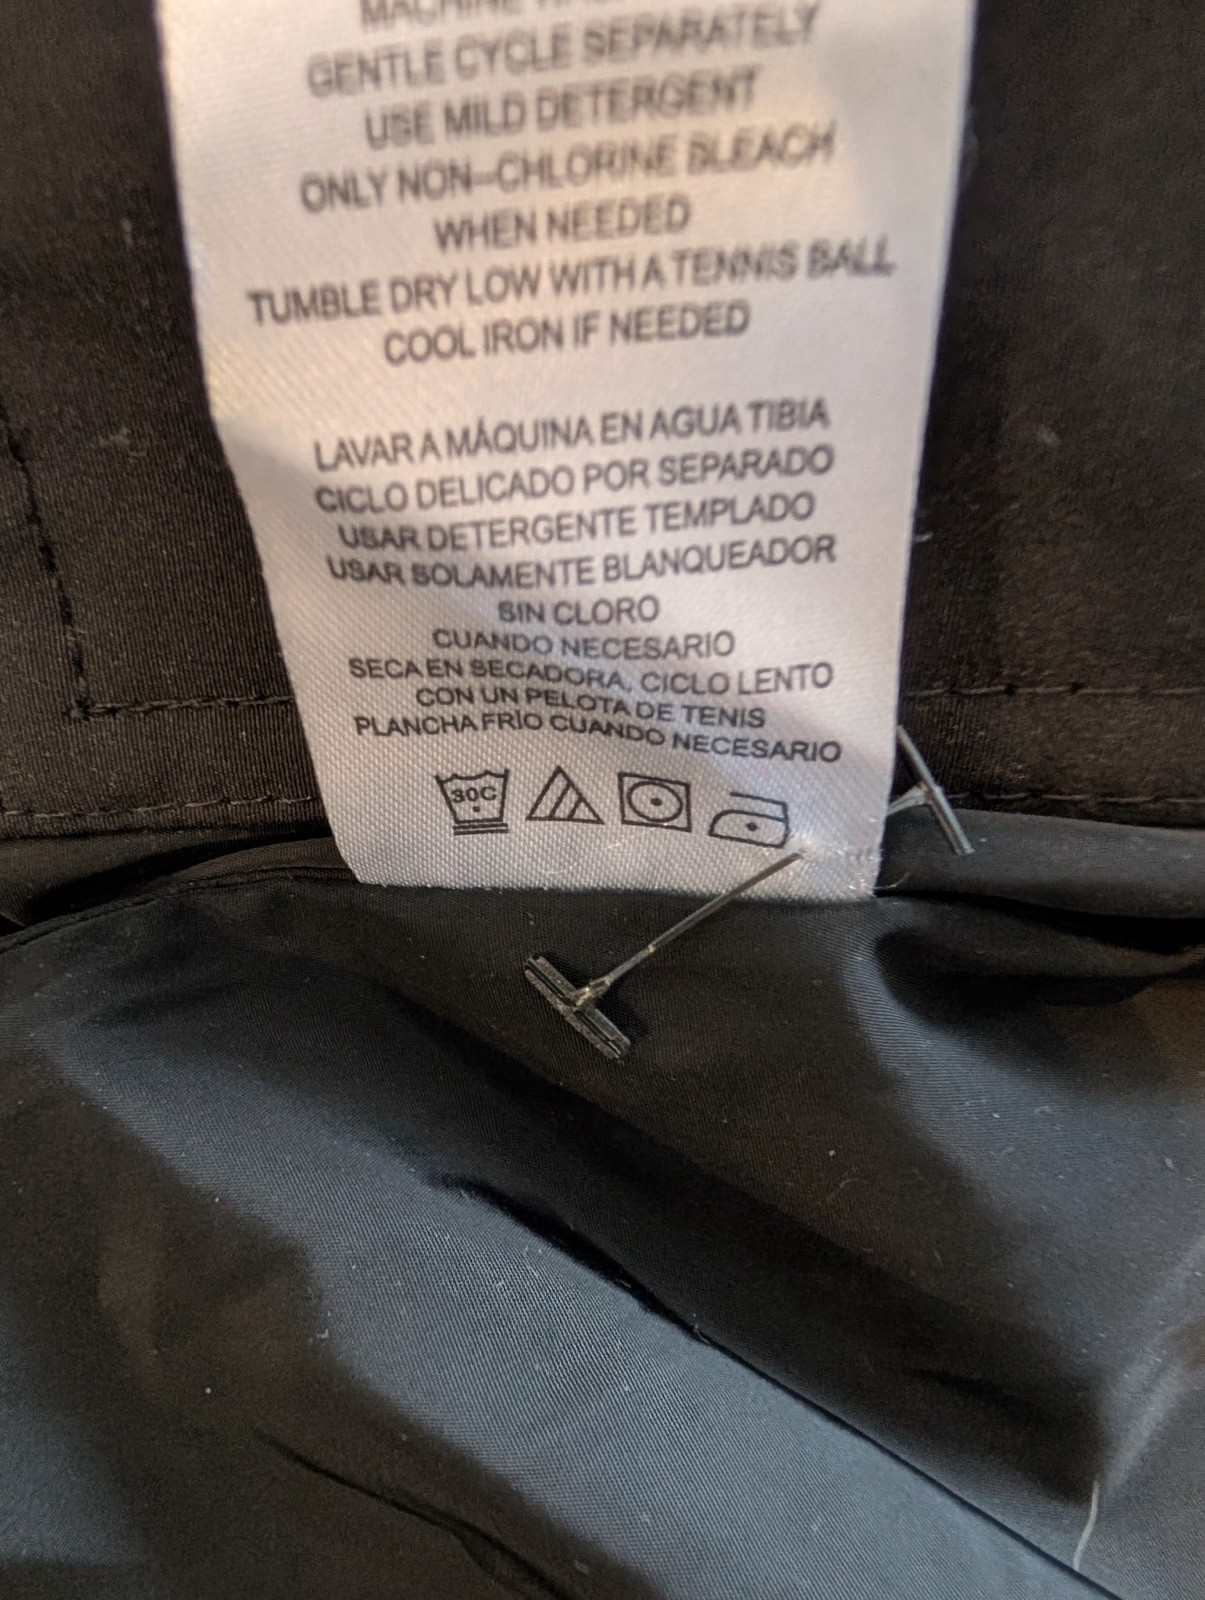 MACHINE
GENTLE CYCLE SEPARATELY
USE MILD DETERGENT
ONLY NON-CHLORINE BLEACH
WHEN NEEDED
TUMBLE DRY LOW WITH A TENNIS BALL
COOL IRON IF NEEDED
LAVAR A MÁQUINA EN AGUA TIBIA
CICLO DELICADO POR SEPARADO
USAR DETERGENTE TEMPLADO
USAR SOLAMENTE BLANQUEADOR
SIN CLORO
CUANDO NECESARIO
SECA EN SECADORA, CICLO LENTO
CON UN PELOTA DE TENIS
PLANCHA FRÍO CUANDO NECESARIO
30C